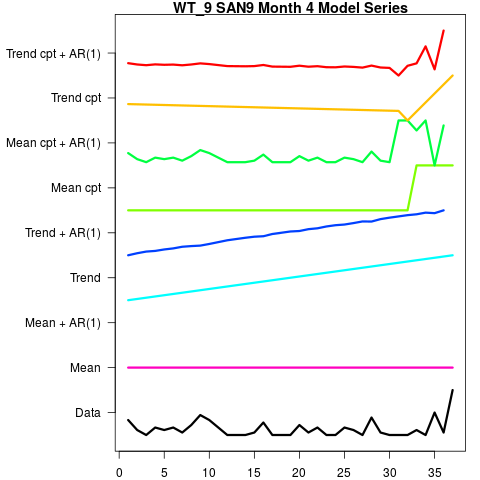 WT_9 SAN9 Month 4 Model Series
Trend cpt + AR(1)
Trend cpt
Mean cpt + AR(1)
Mean cpt
Trend + AR(1)
Trend
Mean + AR(1)
Mean
Data
0 5 10 15 20 25 30 35